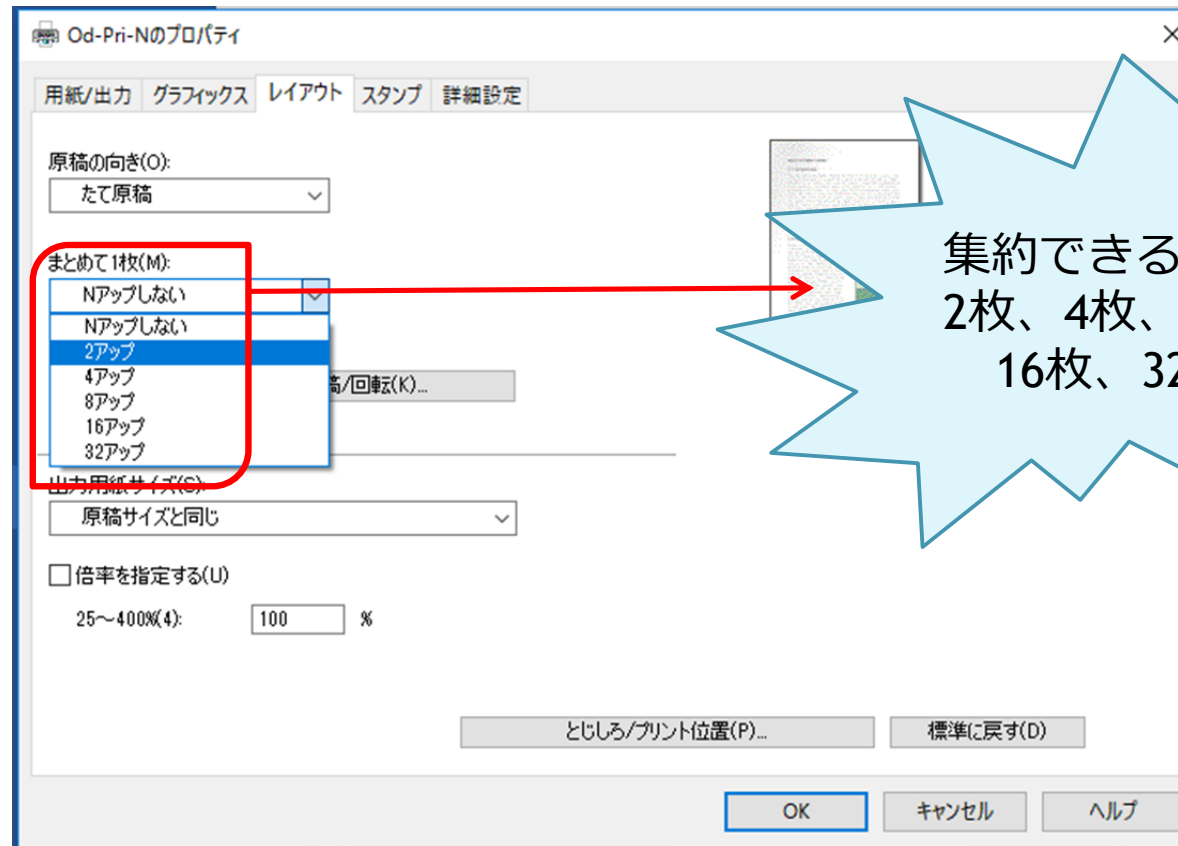 Od-Pri-Nのプロパティ
用紙/出力 グラフィックス レイアウト スタンプ 詳細設定
原稿の向き(O):
たて原稿
まとめて1枚(M):
Nアップしない
Nアップしない
2アップ
4アップ
8アップ
16アップ
32アップ
/回転(K)...
出力用紙サイズ(S):
原稿サイズと同じ
倍率を指定する(U)
25～400%(4): 100 %
とじしろ/プリント位置(P)... 標準に戻す(D)
OK キャンセル ヘルプ
集約できる
2枚、4枚、
16枚、32